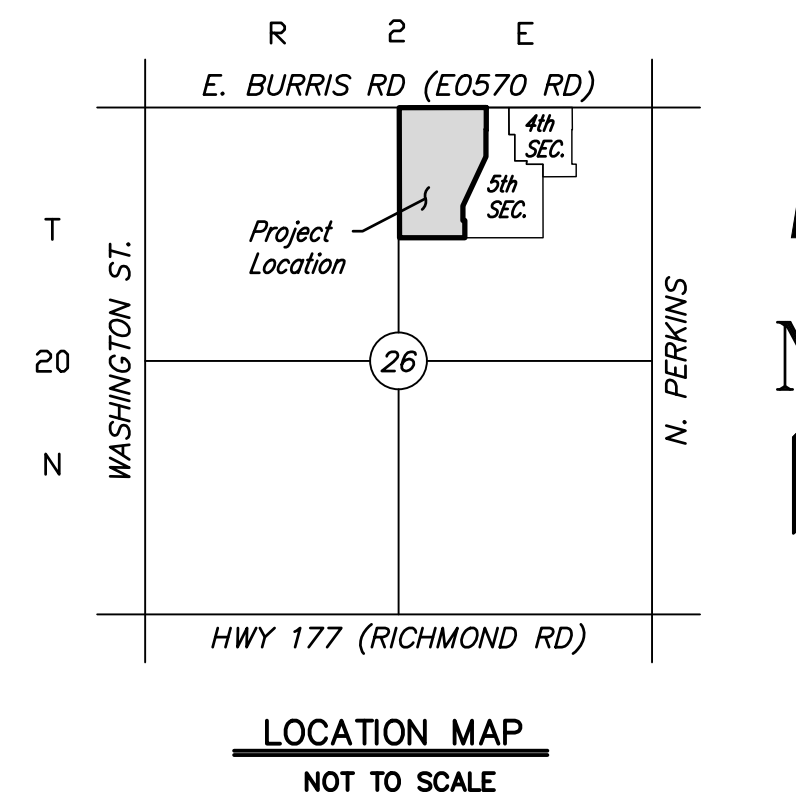 R 2 E
E. BURRIS RD (E0570 RD)
4th
SEC.
5th
SEC.
Project
Location
T
20
N
WASHINGTON ST.
26
N. PERKINS
HWY 177 (RICHMOND RD)
LOCATION MAP
NOT TO SCALE